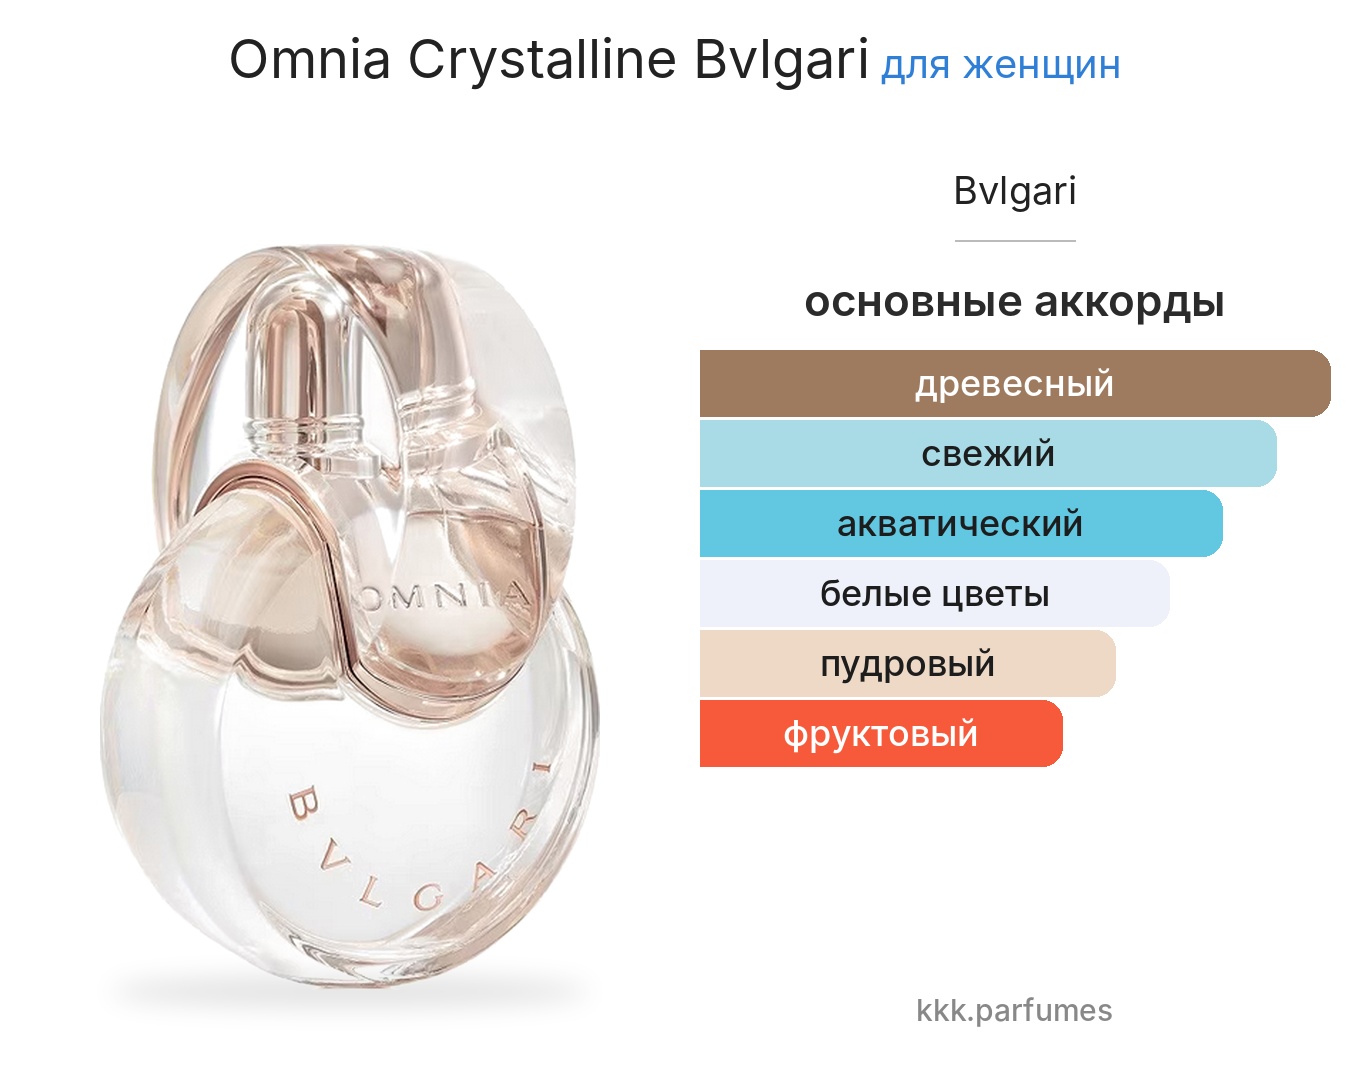 Omnia Crystalline Bvlgari для женщин
Bvlgari
основные аккорды
древесный
свежий
акватический
белые цветы
пудровый
фруктовый
OMNIA
BVLGARI
kkk.parfumes